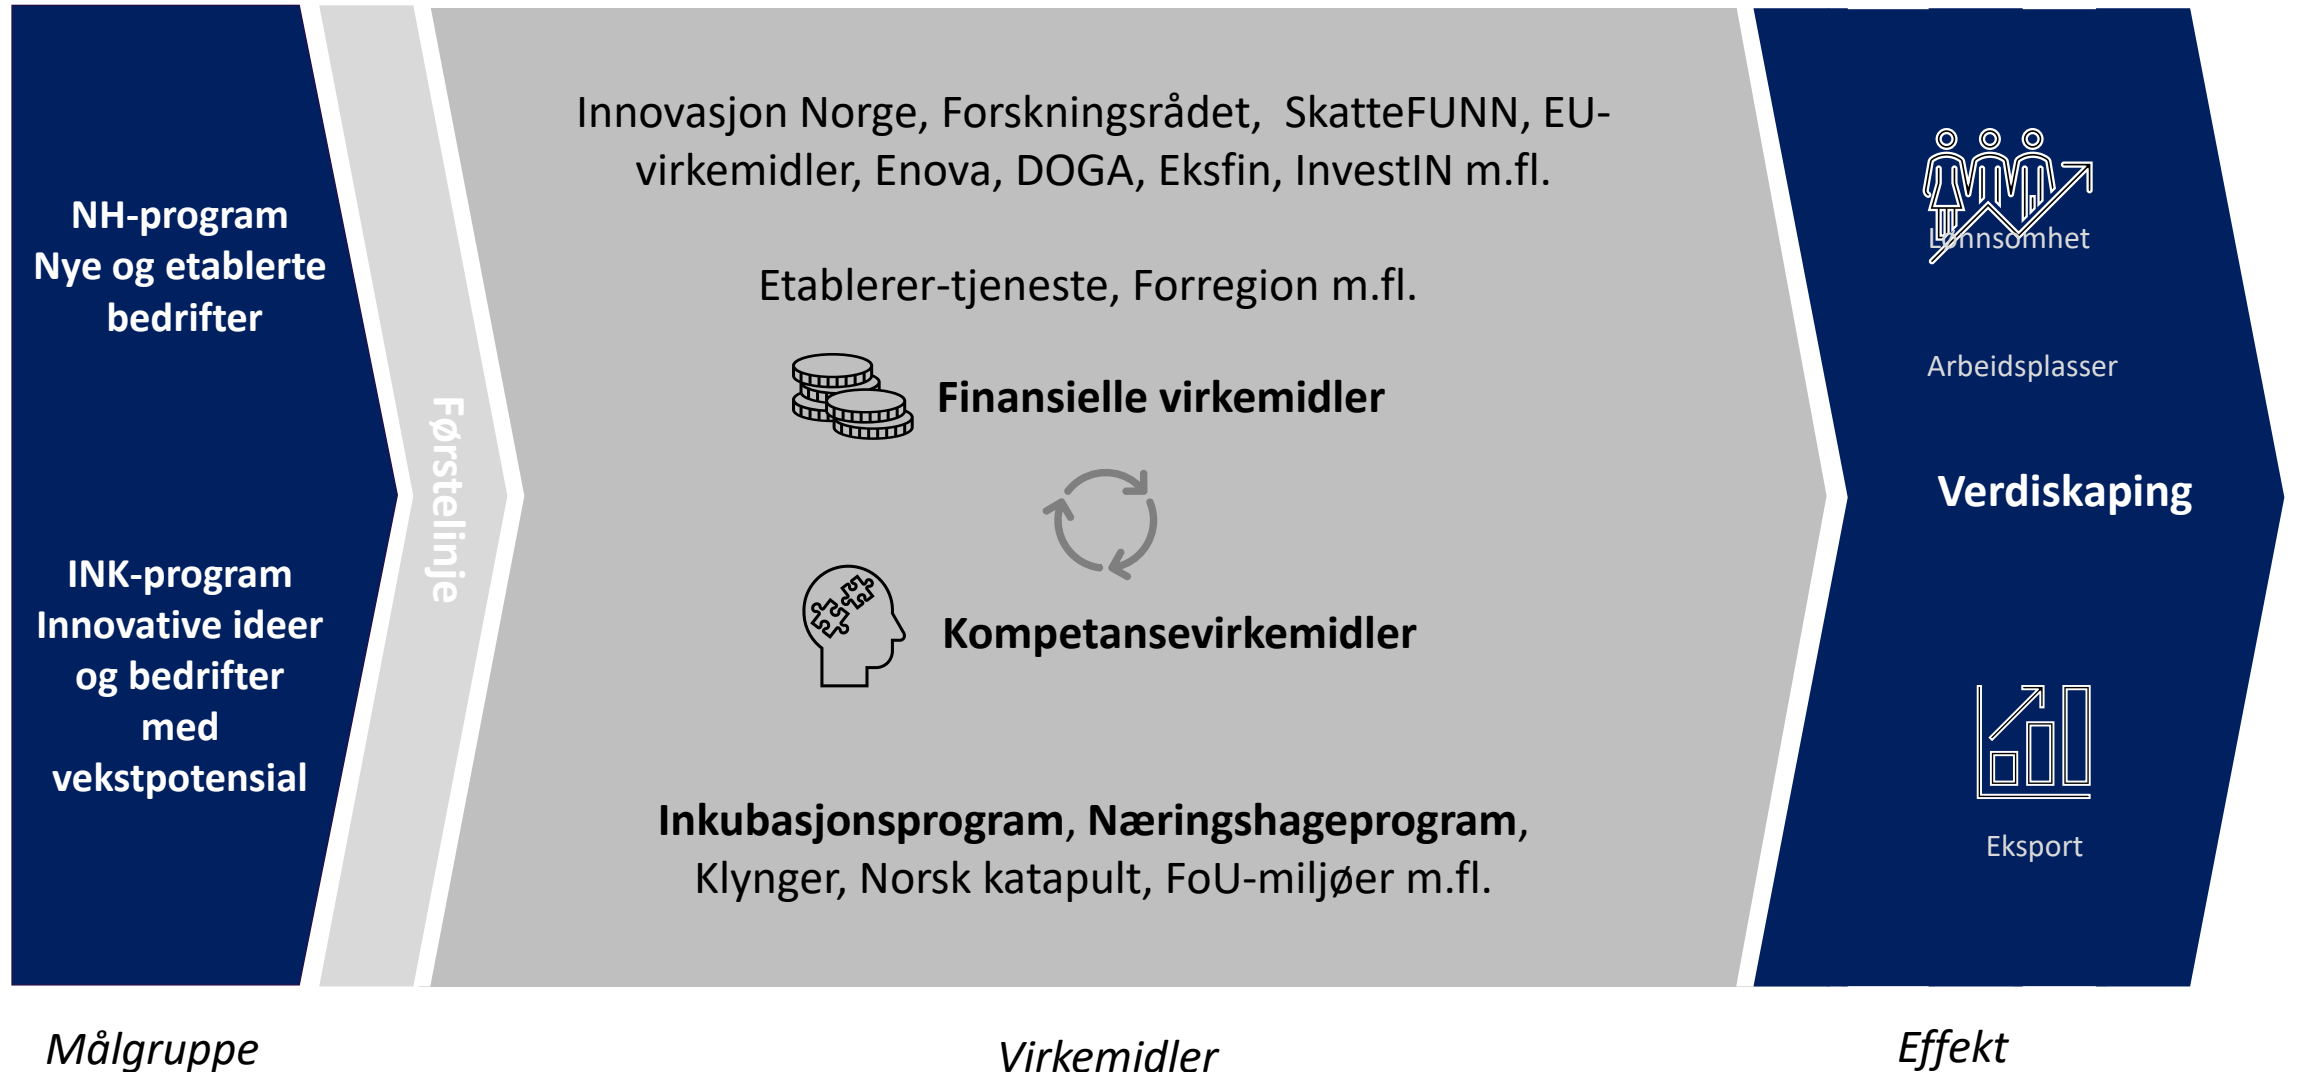 NH-program
Nye og etablerte
bedrifter
INK-program
Innovative ideer
og bedrifter
med
vekstpotensial
Førstelinje
Innovasjon Norge, Forskningsrådet, SkatteFUNN, EU-
virkemidler, Enova, DOGA, Eksfin, InvestIN m.fl.
Etablerer-tjeneste, Forregion m.fl.
Finansielle virkemidler
Kompetansevirkemidler
Inkubasjonsprogram, Næringshageprogram,
Klynger, Norsk katapult, FoU-miljøer m.fl.
Lønnsomhet
Arbeidsplasser
Verdiskaping
Eksport
Målgruppe
Virkemidler
Effekt